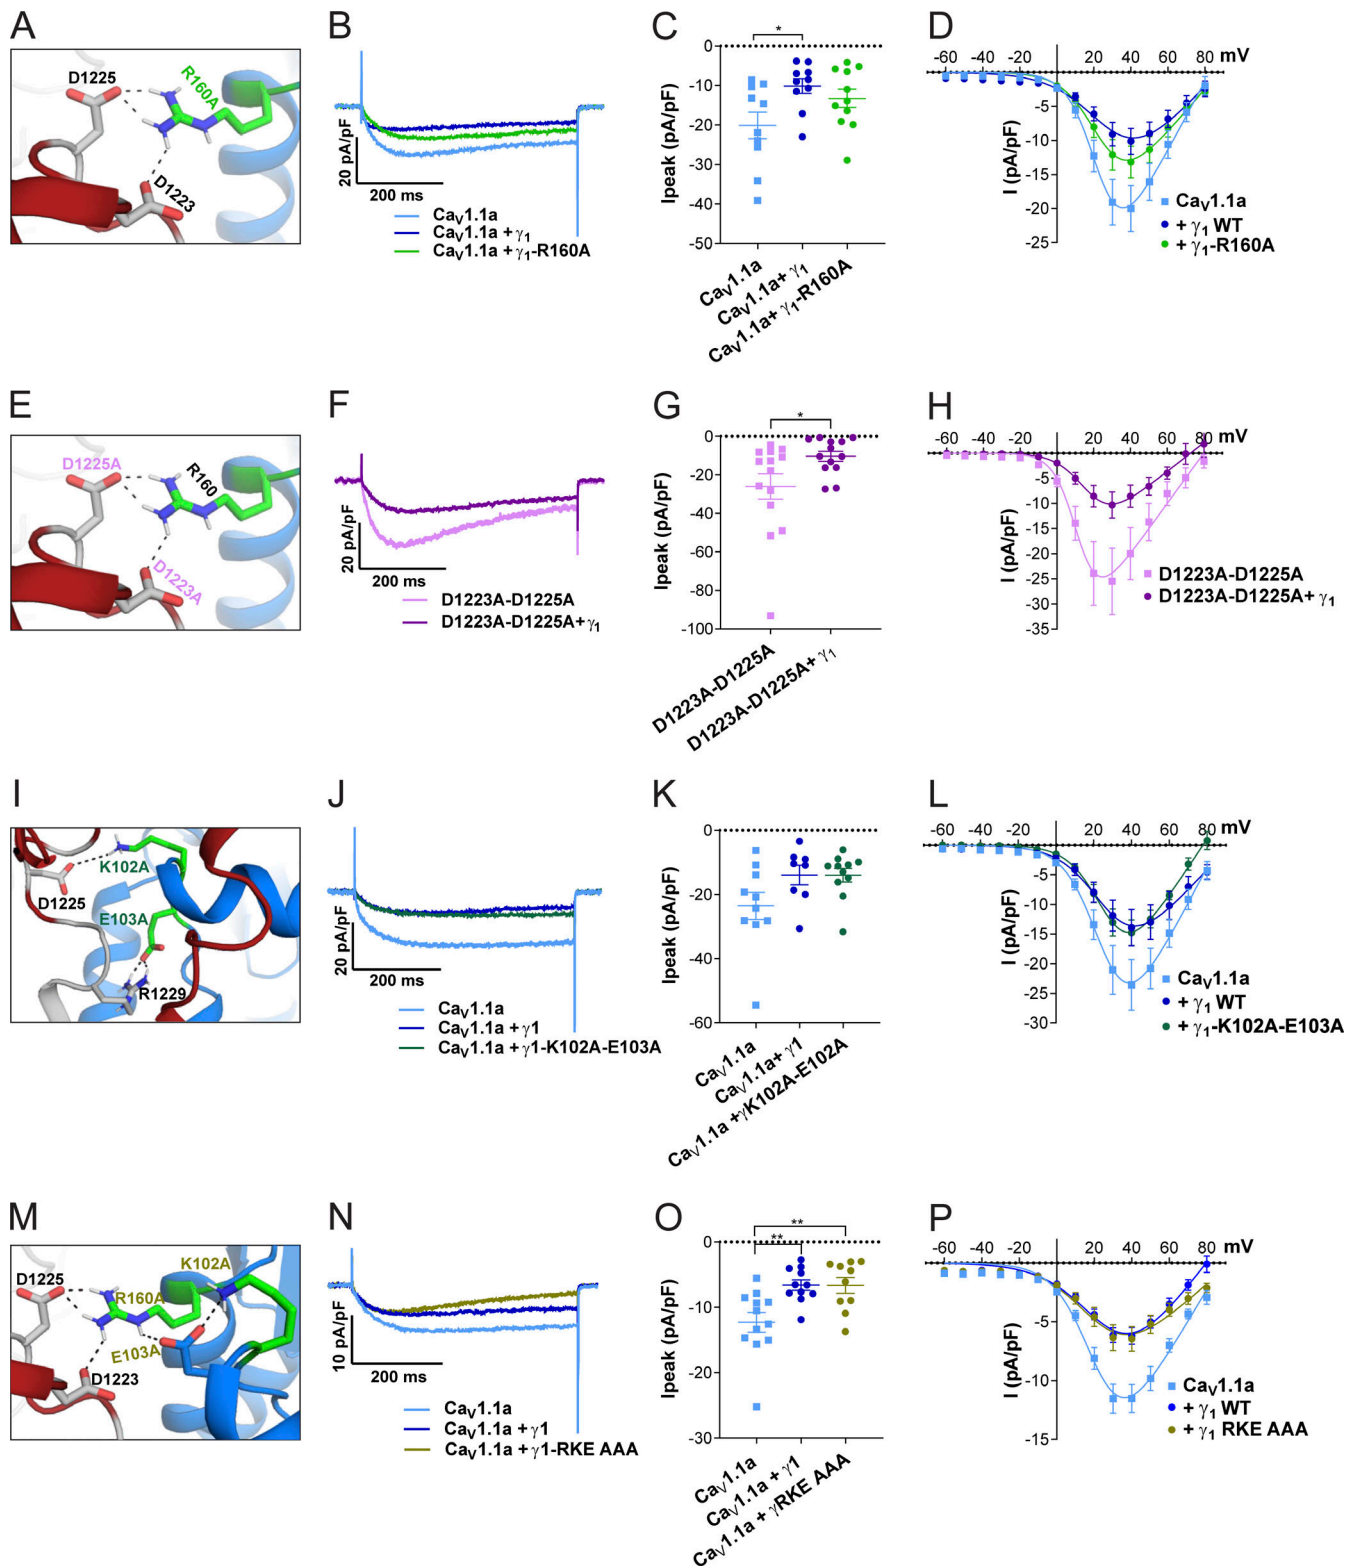 A
D1225
R160A
D1223
B
20 pA/pF
200 ms
CaV1.1a
CaV1.1a + γ1
CaV1.1a + γ1-R160A
C
*
Ipeak (pA/pF)
0
-10
-20
-30
-40
-50
CaV1.1a
CaV1.1a+ γ1
CaV1.1a+ γ1-R160A
D
-60 -40 -20 20 40 60 80 mV
I (pA/pF)
-5
-10
-15
-20
-25
CaV1.1a
+ γ1 WT
+ γ1-R160A
E
D1225A
R160
D1223A
F
20 pA/pF
200 ms
D1223A-D1225A
D1223A-D1225A+γ1
G
*
Ipeak (pA/pF)
0
-20
-40
-60
-80
-100
D1223A-D1225A
D1223A-D1225A+ γ1
H
-60 -40 -20 20 40 60 80 mV
I (pA/pF)
-5
-10
-15
-20
-25
-30
-35
D1223A-D1225A
D1223A-D1225A+ γ1
I
K102A
D1225
E103A
R1229
J
20 pA/pF
200 ms
CaV1.1a
CaV1.1a + γ1
CaV1.1a + γ1-K102A-E103A
K
Ipeak (pA/pF)
0
-20
-40
-60
CaV1.1a
CaV1.1a+ γ1
CaV1.1a +γK102A-E102A
L
-60 -40 -20 20 40 60 80 mV
I (pA/pF)
-5
-10
-15
-20
-25
-30
CaV1.1a
+ γ1 WT
+ γ1-K102A-E103A
M
K102A
D1225
R160A
E103A
D1223
N
10 pA/pF
200 ms
CaV1.1a
CaV1.1a + γ1
CaV1.1a + γ1-RKE AAA
O
**
**
Ipeak (pA/pF)
0
-10
-20
-30
CaV1.1a
CaV1.1a + γ1
CaV1.1a + γRKE AAA
P
-60 -40 -20 20 40 60 80 mV
I (pA/pF)
-5
-10
-15
CaV1.1a
+ γ1 WT
+ γ1 RKE AAA